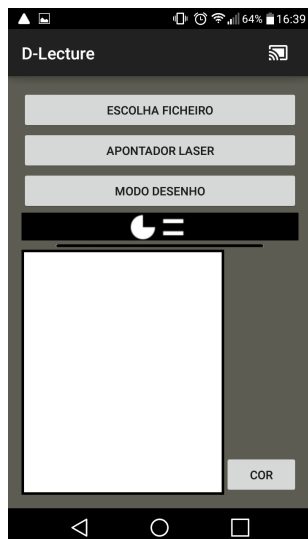 64% 16:39
D-Lecture
ESCOLHA FICHEIRO
APONTADOR LASER
MODO DESENHO
COR